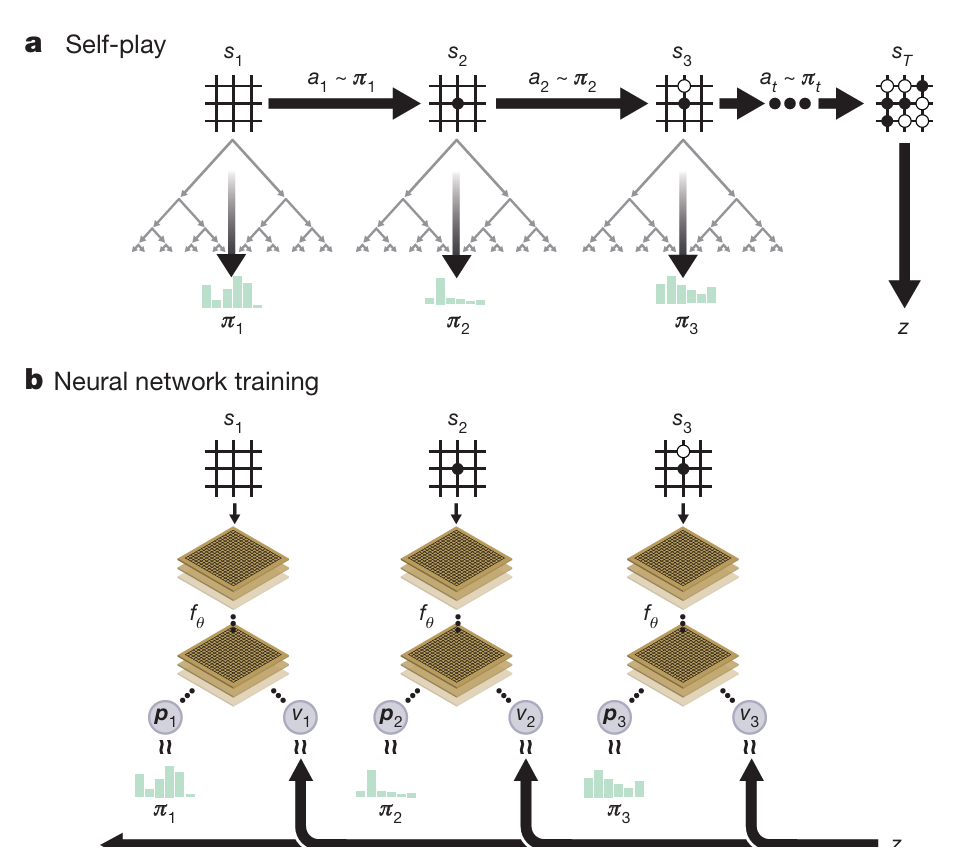 a Self-play
s1 s2 s3 sT
a1 ~ π1 a2 ~ π2 at ~ πt
π1 π2 π3 z
b Neural network training
s1 s2 s3
fθ fθ fθ
p1 v1 p2 v2 p3 v3
≈ ≈ ≈ ≈ ≈ ≈
π1 π2 π3
z